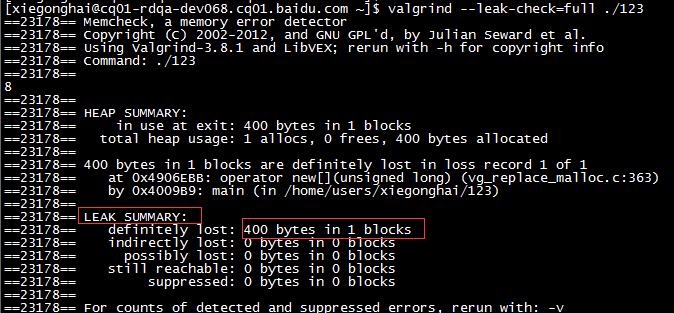 [xiegonghai@cq01-rdqa-dev068.cq01.baidu.com ~]$ valgrind --leak-check=full ./123
==23178== Memcheck, a memory error detector
==23178== Copyright (C) 2002-2012, and GNU GPL'd, by Julian Seward et al.
==23178== Using Valgrind-3.8.1 and LibVEX; rerun with -h for copyright info
==23178== Command: ./123
==23178==
8
==23178==
==23178== HEAP SUMMARY:
==23178==     in use at exit: 400 bytes in 1 blocks
==23178==   total heap usage: 1 allocs, 0 frees, 400 bytes allocated
==23178==
==23178== 400 bytes in 1 blocks are definitely lost in loss record 1 of 1
==23178==    at 0x4906EBB: operator new[](unsigned long) (vg_replace_malloc.c:363)
==23178==    by 0x4009B9: main (in /home/users/xiegonghai/123)
==23178==
==23178== LEAK SUMMARY:
==23178==    definitely lost: 400 bytes in 1 blocks
==23178==    indirectly lost: 0 bytes in 0 blocks
==23178==      possibly lost: 0 bytes in 0 blocks
==23178==    still reachable: 0 bytes in 0 blocks
==23178==         suppressed: 0 bytes in 0 blocks
==23178==
==23178== For counts of detected and suppressed errors, rerun with: -v